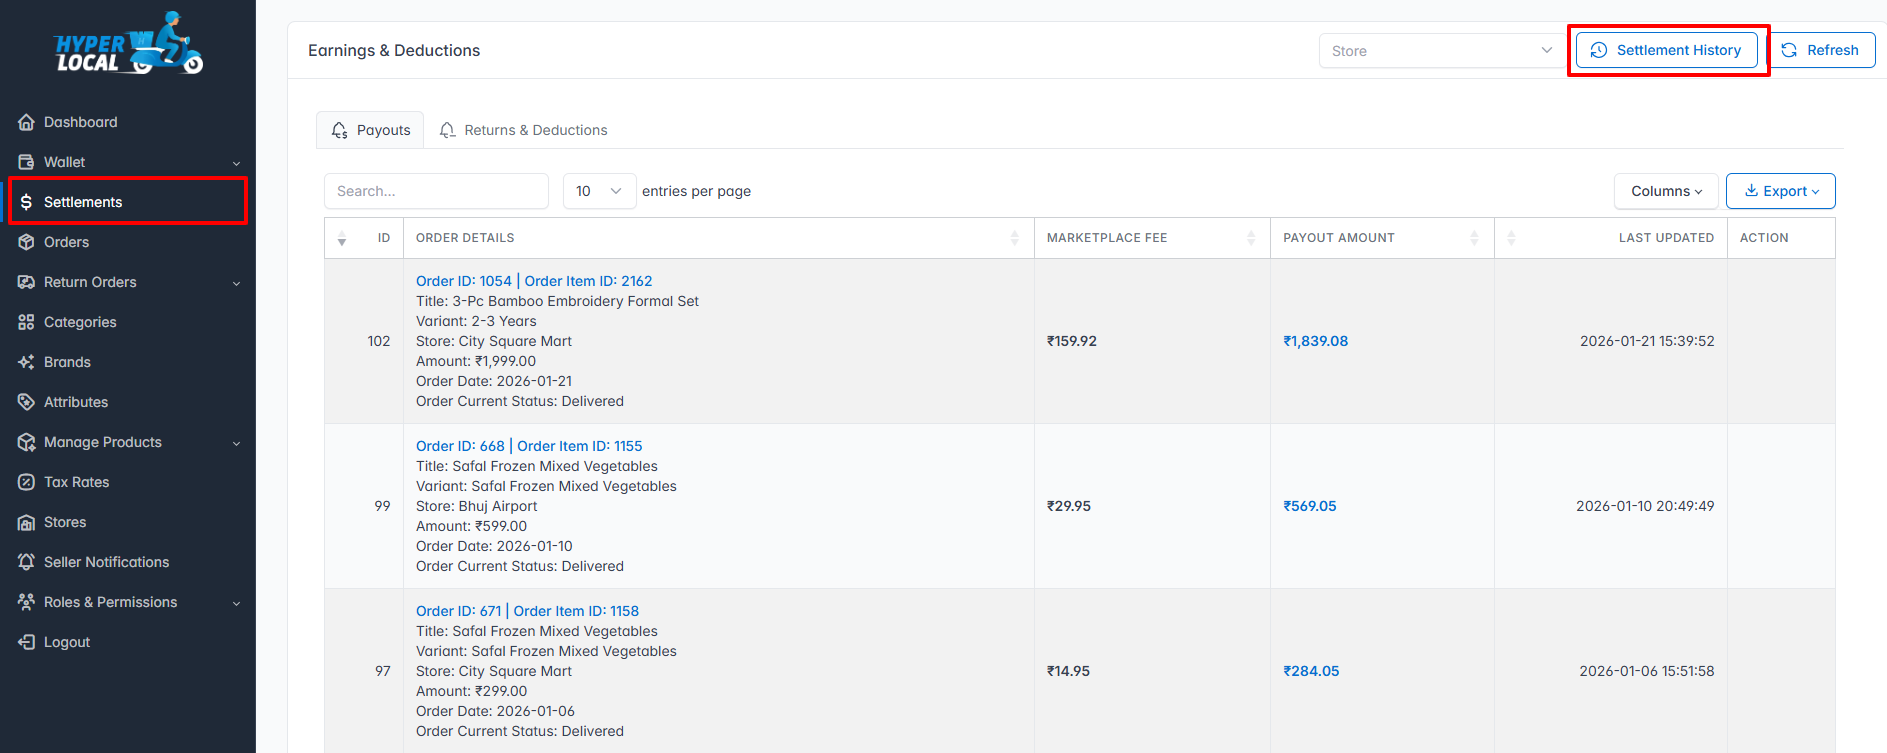 HYPER
LOCAL
Dashboard
Wallet
Settlements
Orders
Return Orders
Categories
Brands
Attributes
Manage Products
Tax Rates
Stores
Seller Notifications
Roles & Permissions
Logout
Earnings & Deductions
Store
Settlement History
Refresh
Payouts
Returns & Deductions
Search...
10
entries per page
Columns
Export
ID
ORDER DETAILS
MARKETPLACE FEE
PAYOUT AMOUNT
LAST UPDATED
ACTION
102
Order ID: 1054 | Order Item ID: 2162
Title: 3-Pc Bamboo Embroidery Formal Set
Variant: 2-3 Years
Store: City Square Mart
Amount: ₹1,999.00
Order Date: 2026-01-21
Order Current Status: Delivered
₹159.92
₹1,839.08
2026-01-21 15:39:52
99
Order ID: 668 | Order Item ID: 1155
Title: Safal Frozen Mixed Vegetables
Variant: Safal Frozen Mixed Vegetables
Store: Bhuj Airport
Amount: ₹599.00
Order Date: 2026-01-10
Order Current Status: Delivered
₹29.95
₹569.05
2026-01-10 20:49:49
97
Order ID: 671 | Order Item ID: 1158
Title: Safal Frozen Mixed Vegetables
Variant: Safal Frozen Mixed Vegetables
Store: City Square Mart
Amount: ₹299.00
Order Date: 2026-01-06
Order Current Status: Delivered
₹14.95
₹284.05
2026-01-06 15:51:58